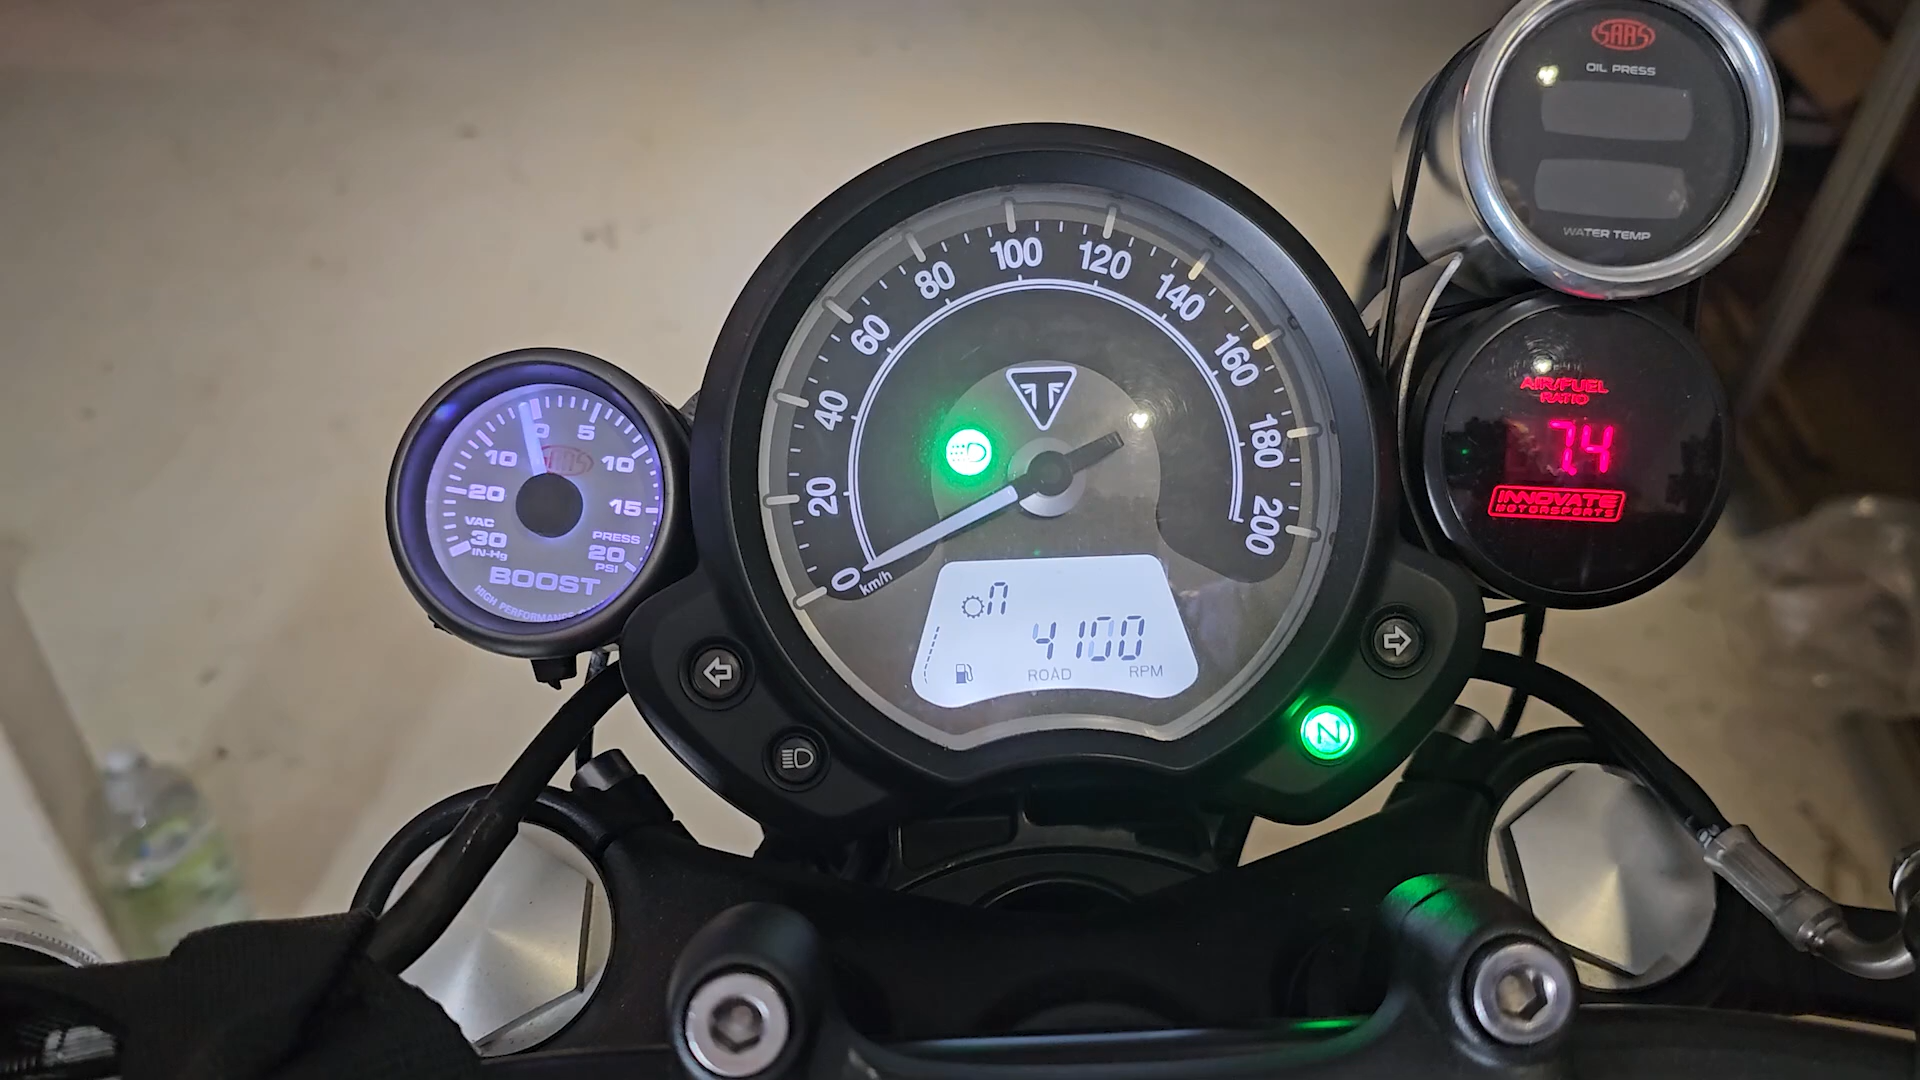 SAAS
OIL PRESS
WATER TEMP
0 20 40 60 80 100 120 140 160 180 200
km/h
0 5 10 15 20
10 20 30
SAAS
VAC
IN-Hg
PRESS
PSI
BOOST
HIGH PERFORMANCE
AIR/FUEL
RATIO
7.4
INNOVATE
MOTORSPORTS
n
4100
ROAD RPM
N